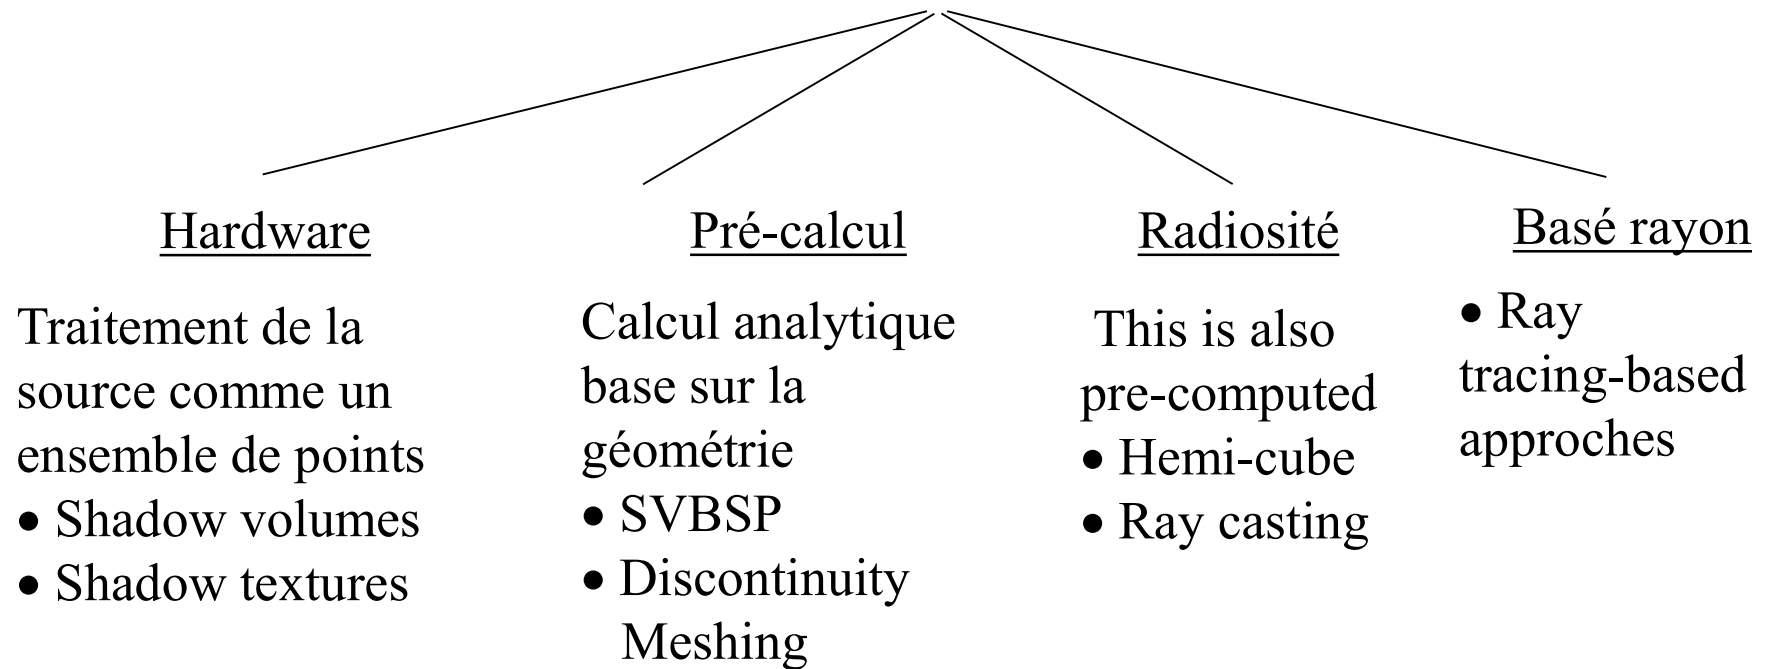 Hardware
Traitement de la
source comme un
ensemble de points
• Shadow volumes
• Shadow textures
Pré-calcul
Calcul analytique
base sur la
géométrie
• SVBSP
• Discontinuity
Meshing
Radiosité
This is also
pre-computed
• Hemi-cube
• Ray casting
Basé rayon
• Ray
tracing-based
approches